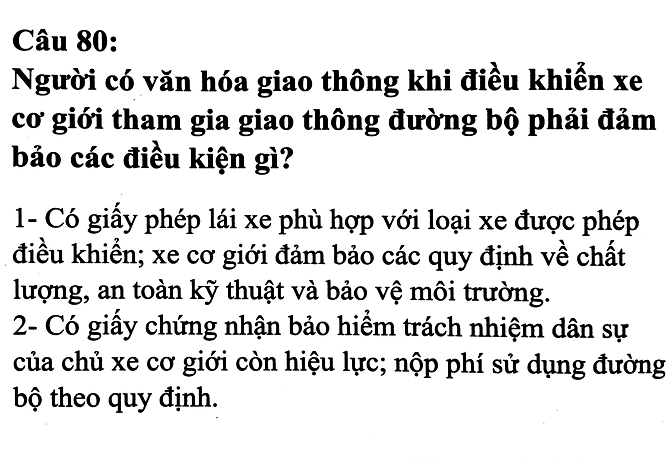 Câu 80:
Người có văn hóa giao thông khi điều khiển xe
cơ giới tham gia giao thông đường bộ phải đảm
bảo các điều kiện gì?
1- Có giấy phép lái xe phù hợp với loại xe được phép
điều khiển; xe cơ giới đảm bảo các quy định về chất
lượng, an toàn kỹ thuật và bảo vệ môi trường.
2- Có giấy chứng nhận bảo hiểm trách nhiệm dân sự
của chủ xe cơ giới còn hiệu lực; nộp phí sử dụng đường
bộ theo quy định.